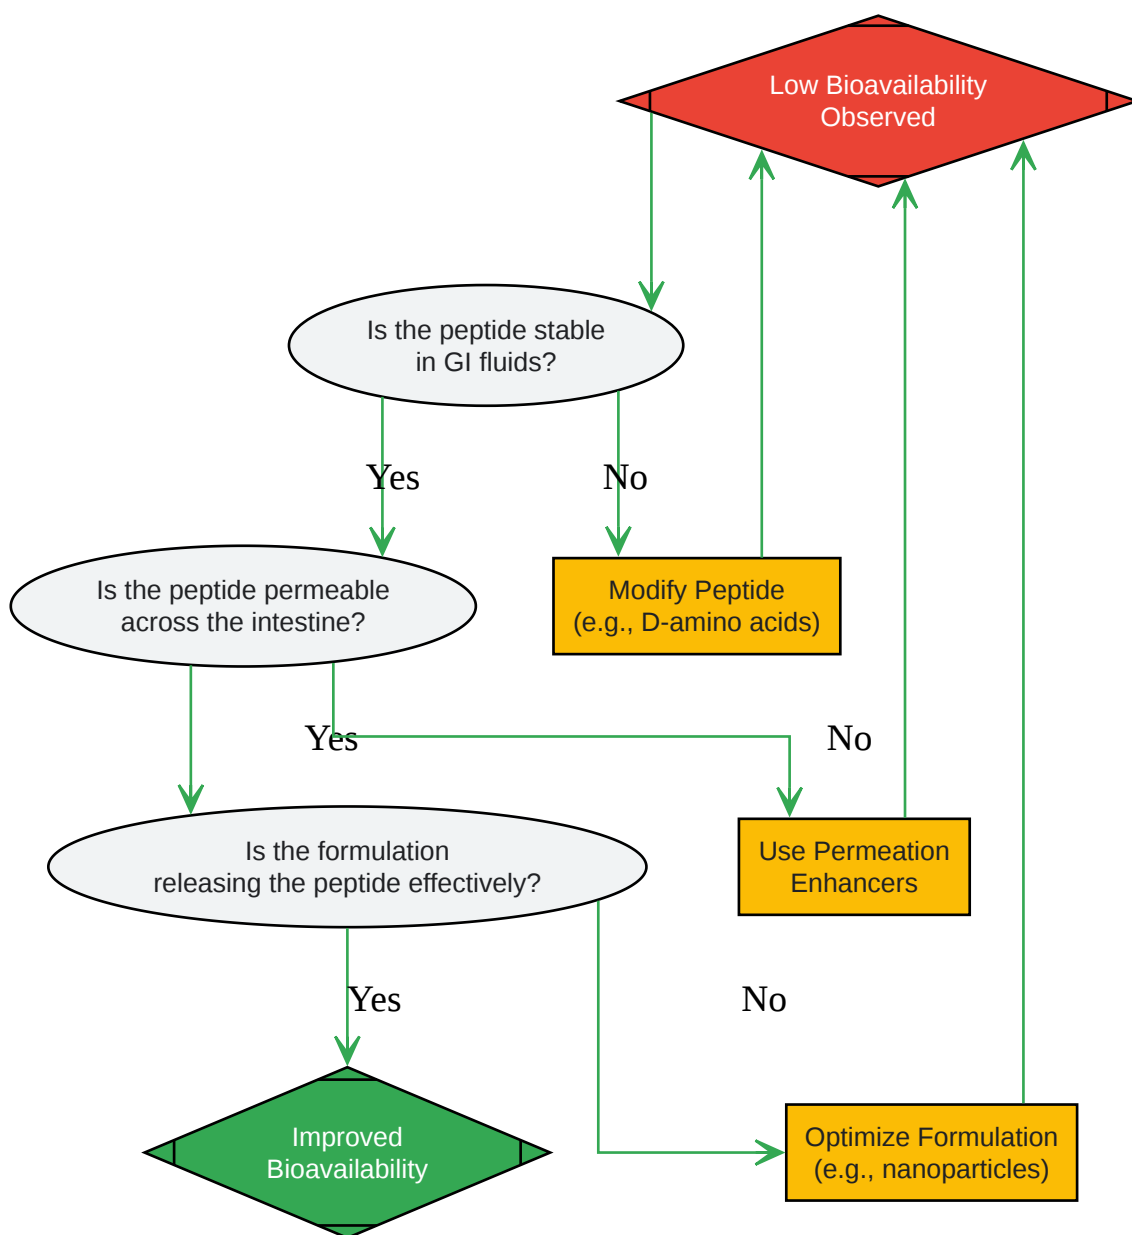 Low Bioavailability
Observed
Is the peptide stable
in GI fluids?
Yes
No
Is the peptide permeable
across the intestine?
Modify Peptide
(e.g., D-amino acids)
Yes
No
Is the formulation
releasing the peptide effectively?
Use Permeation
Enhancers
Yes
No
Improved
Bioavailability
Optimize Formulation
(e.g., nanoparticles)